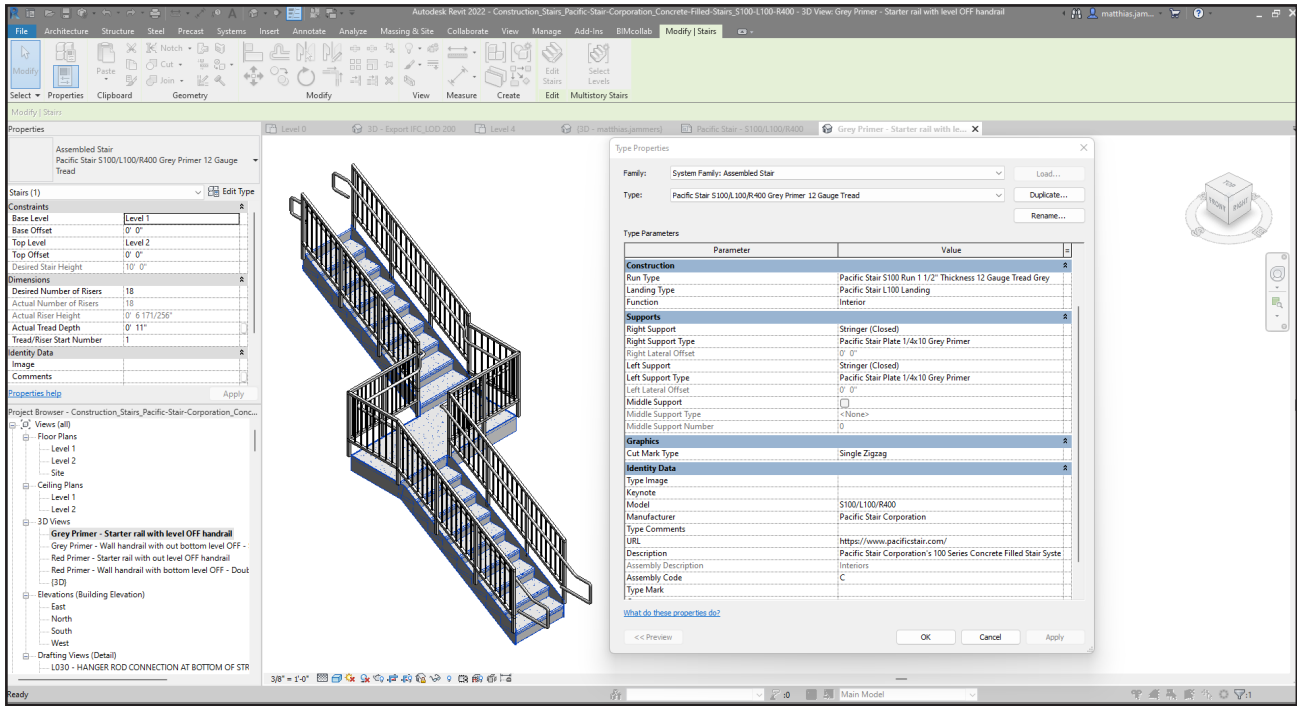 Autodesk Revit 2022 - Construction_Stairs_Pacific-Stair-Corporation_Concrete-Filled-Stairs_S100-L100-R400 - 3D View: Grey Primer - Starter rail with level OFF handrail
matthias.jam...
File Architecture Structure Steel Precast Systems Insert Annotate Analyze Massing & Site Collaborate View Manage Add-Ins BIMcollab Modify | Stairs
Modify
Paste
Notch
Cut
Join
Edit Stairs
Select Levels
Select Properties Clipboard Geometry Modify View Measure Create Edit Multistory Stairs
Modify | Stairs
Properties
Assembled Stair
Pacific Stair S100/L100/R400 Grey Primer 12 Gauge
Tread
Stairs (1) Edit Type
Constraints
Base Level Level 1
Base Offset 0' 0"
Top Level Level 2
Top Offset 0' 0"
Desired Stair Height 10' 0"
Dimensions
Desired Number of Risers 18
Actual Number of Risers 18
Actual Riser Height 0' 6 171/256"
Actual Tread Depth 0' 11"
Tread/Riser Start Number 1
Identity Data
Image
Comments
Properties help Apply
Project Browser - Construction_Stairs_Pacific-Stair-Corporation_Conc...
Views (all)
Floor Plans
Level 1
Level 2
Site
Ceiling Plans
Level 1
Level 2
3D Views
Grey Primer - Starter rail with level OFF handrail
Grey Primer - Wall handrail with out bottom level OFF -
Red Primer - Starter rail with out level OFF handrail
Red Primer - Wall handrail with bottom level OFF - Doub
{3D}
Elevations (Building Elevation)
East
North
South
West
Drafting Views (Detail)
L030 - HANGER ROD CONNECTION AT BOTTOM OF STR
Level 0 3D - Export IFC_LOD 200 Level 4 {3D - matthias.jammers} Pacific Stair - S100/L100/R400 Grey Primer - Starter rail with le...
TOP
FRONT
RIGHT
Type Properties
Family: System Family: Assembled Stair Load...
Type: Pacific Stair S100/L100/R400 Grey Primer 12 Gauge Tread Duplicate...
Rename...
Type Parameters
Parameter Value =
Construction
Run Type Pacific Stair S100 Run 1 1/2" Thickness 12 Gauge Tread Grey
Landing Type Pacific Stair L100 Landing
Function Interior
Supports
Right Support Stringer (Closed)
Right Support Type Pacific Stair Plate 1/4x10 Grey Primer
Right Lateral Offset 0' 0"
Left Support Stringer (Closed)
Left Support Type Pacific Stair Plate 1/4x10 Grey Primer
Left Lateral Offset 0' 0"
Middle Support
Middle Support Type <None>
Middle Support Number 0
Graphics
Cut Mark Type Single Zigzag
Identity Data
Type Image
Keynote
Model S100/L100/R400
Manufacturer Pacific Stair Corporation
Type Comments
URL https://www.pacificstair.com/
Description Pacific Stair Corporation's 100 Series Concrete Filled Stair Syste
Assembly Description Interiors
Assembly Code C
Type Mark
What do these properties do?
<< Preview OK Cancel Apply
3/8" = 1'-0"
Ready :0 Main Model :1